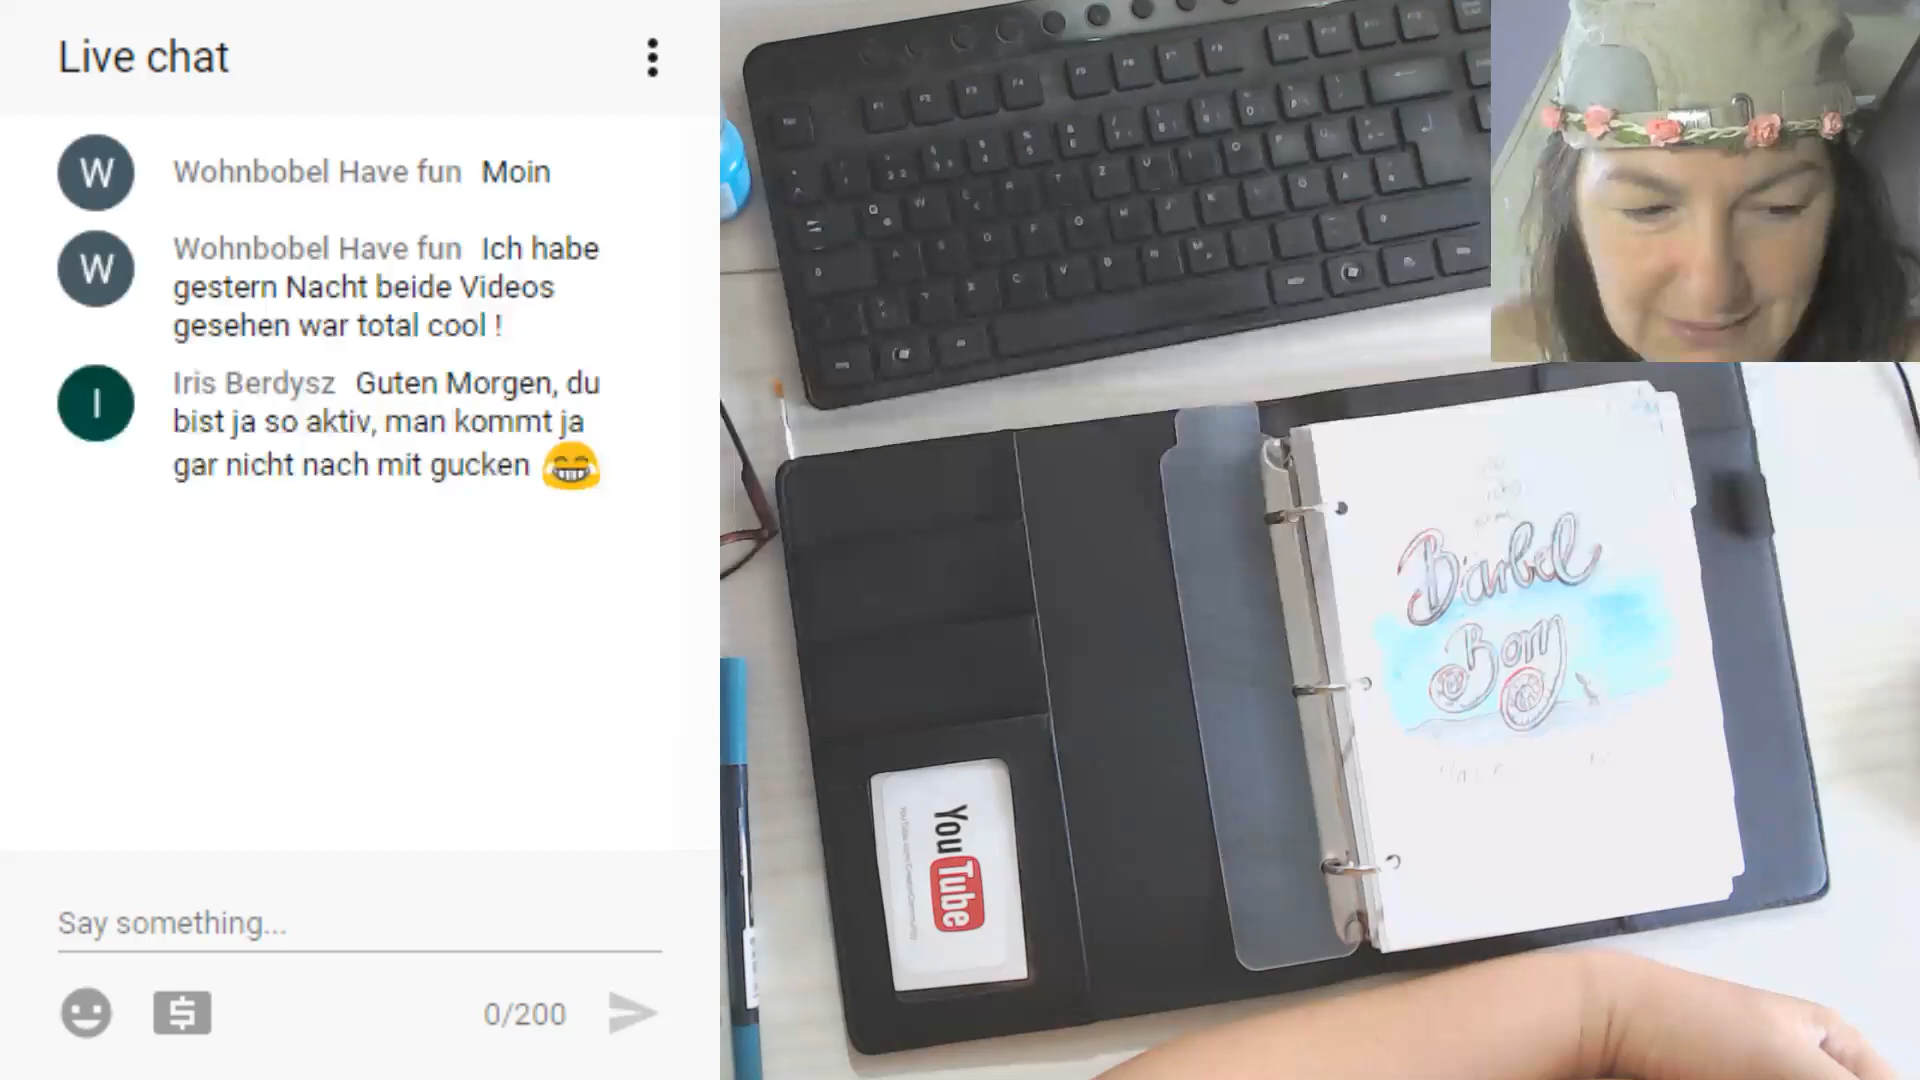 Live chat
Wohnbobel Have fun Moin
Wohnbobel Have fun Ich habe
gestern Nacht beide Videos
gesehen war total cool !
Iris Berdysz Guten Morgen, du
bist ja so aktiv, man kommt ja
gar nicht nach mit gucken 😂
Say something...
0/200
W
W
I
YouTube
Bärbel
Born